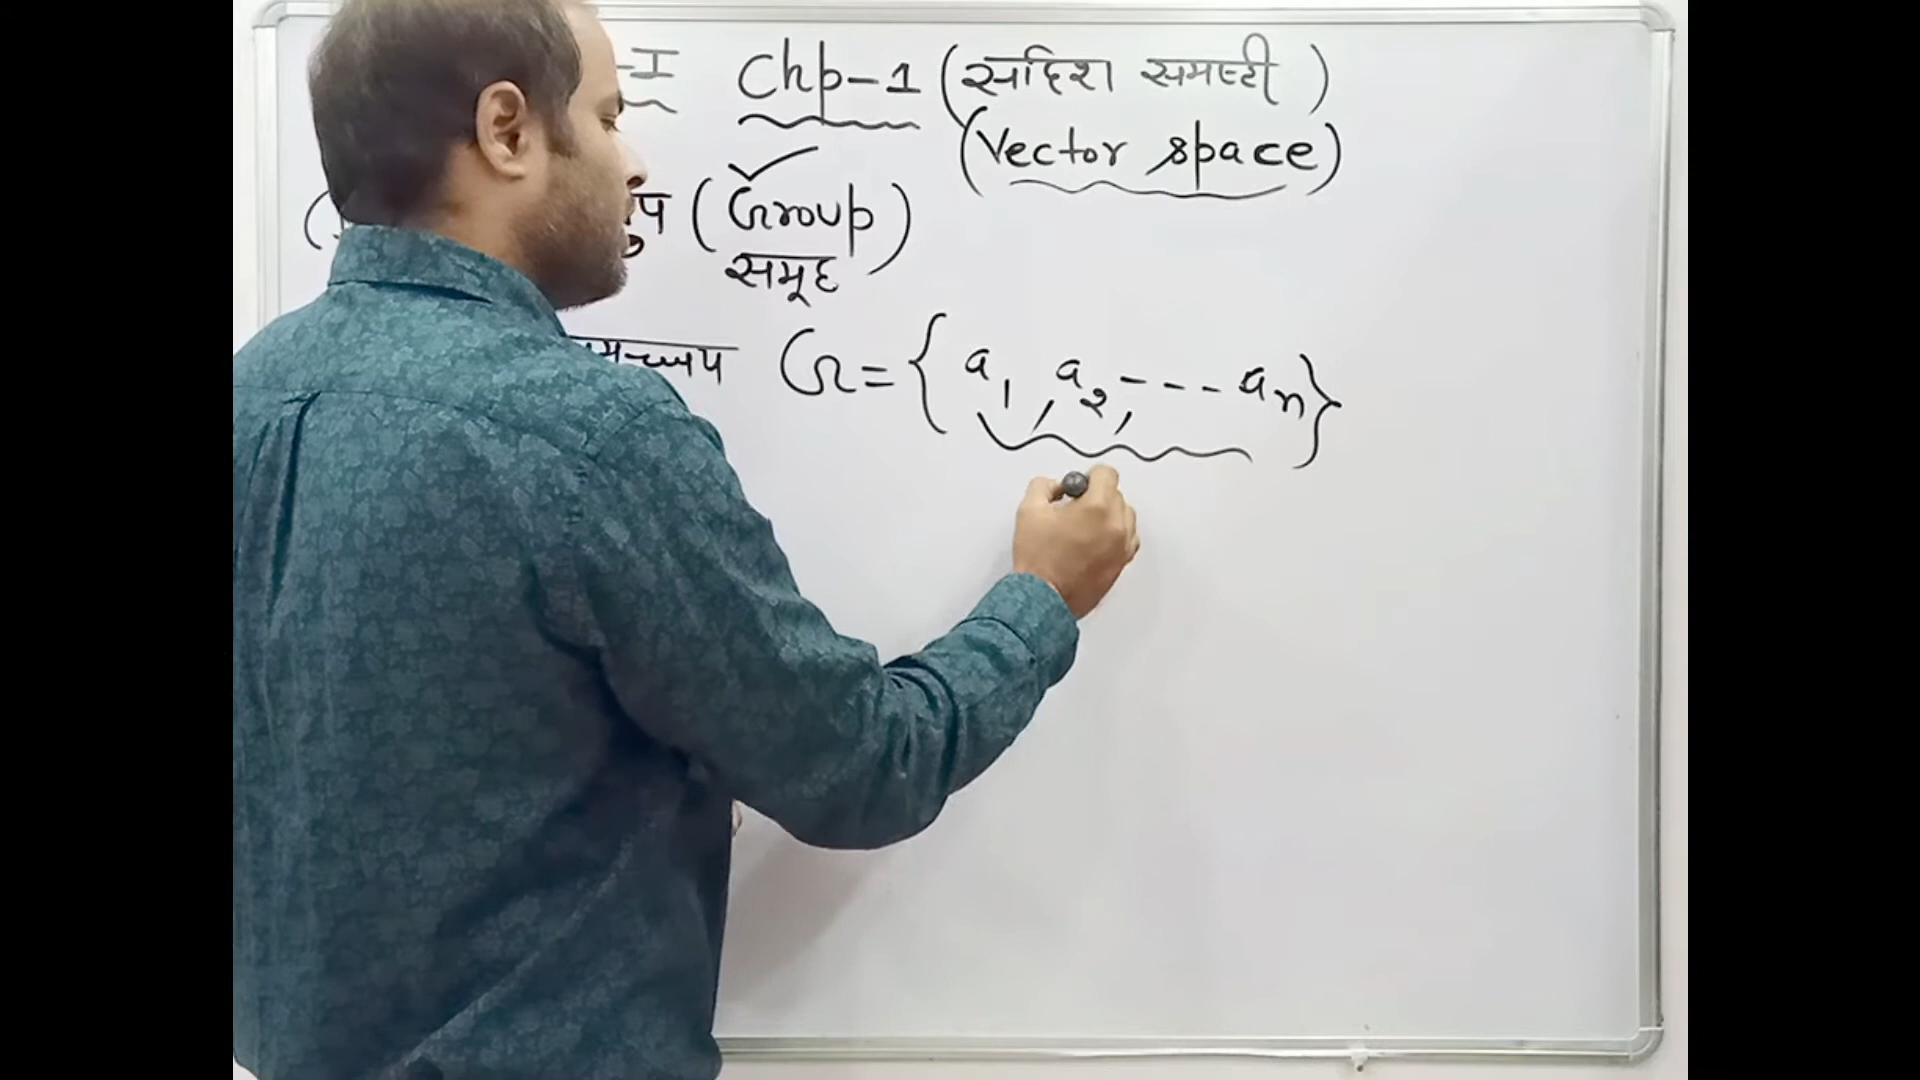 -I Chp-1 (सदिश समष्टी)
(Vector space)
(Group)
समूह
G = { a1, a2, --- an }